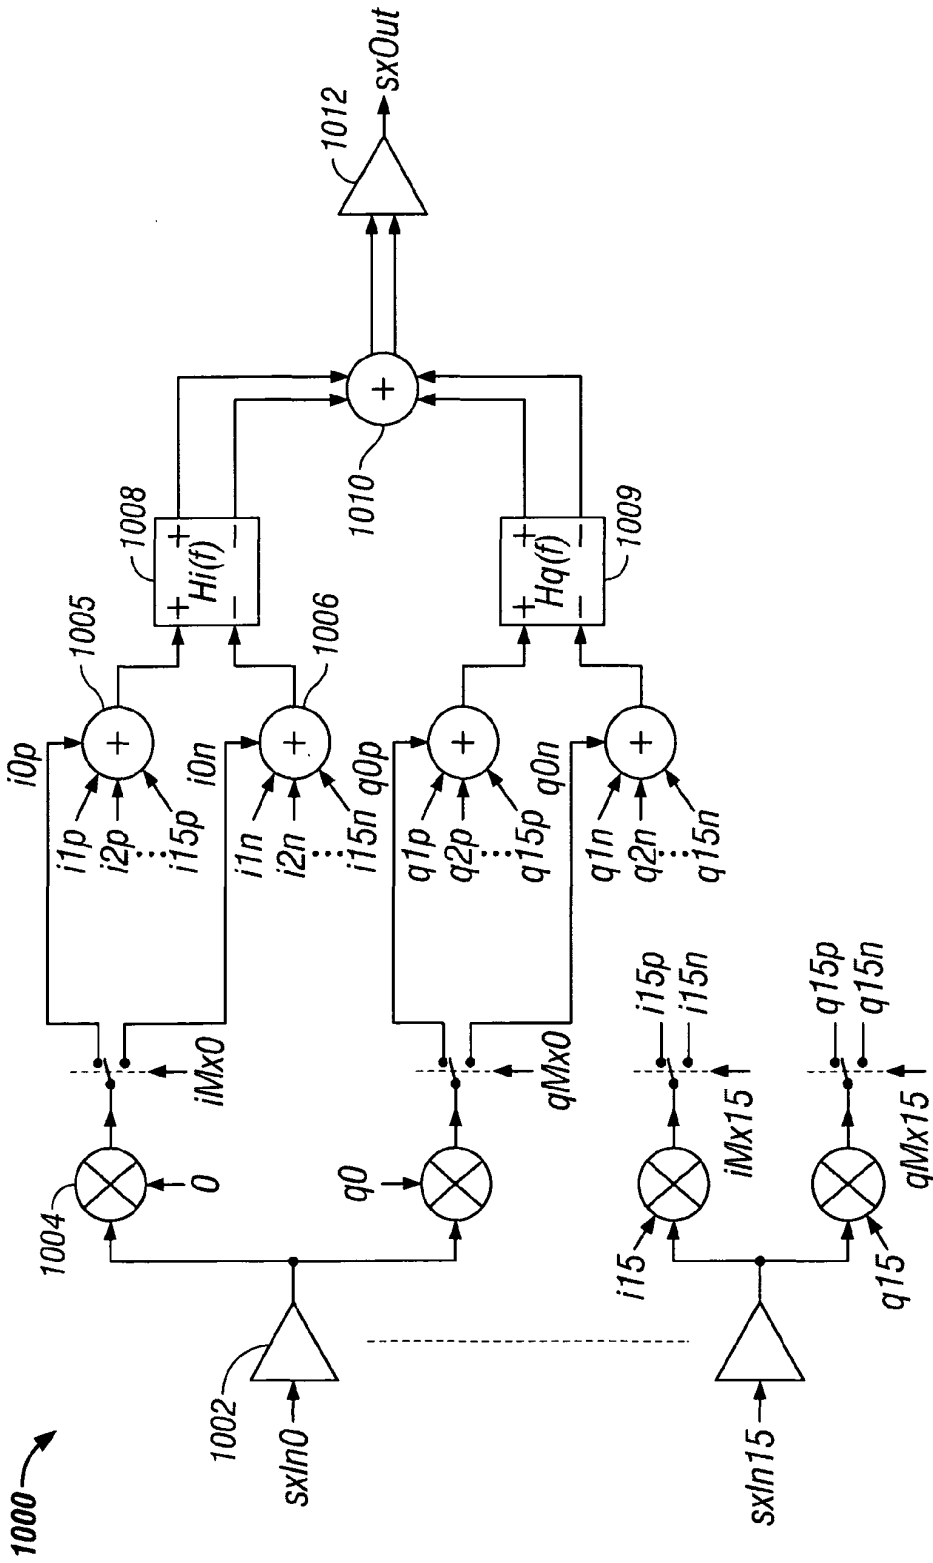 1000
sxIn0
1002
1004
0
iMx0
i0p
i1p
i2p
i15p
1005
+
i0n
i1n
i2n
i15n
1006
+
1008
+ +
Hi(f)
− −
q0
qMx0
q0p
q1p
q2p
q15p
+
q0n
q1n
q2n
q15n
+
+ +
Hq(f)
− −
1009
+
1010
1012
sxOut
sxIn15
i15
iMx15
i15p
i15n
q15
qMx15
q15p
q15n